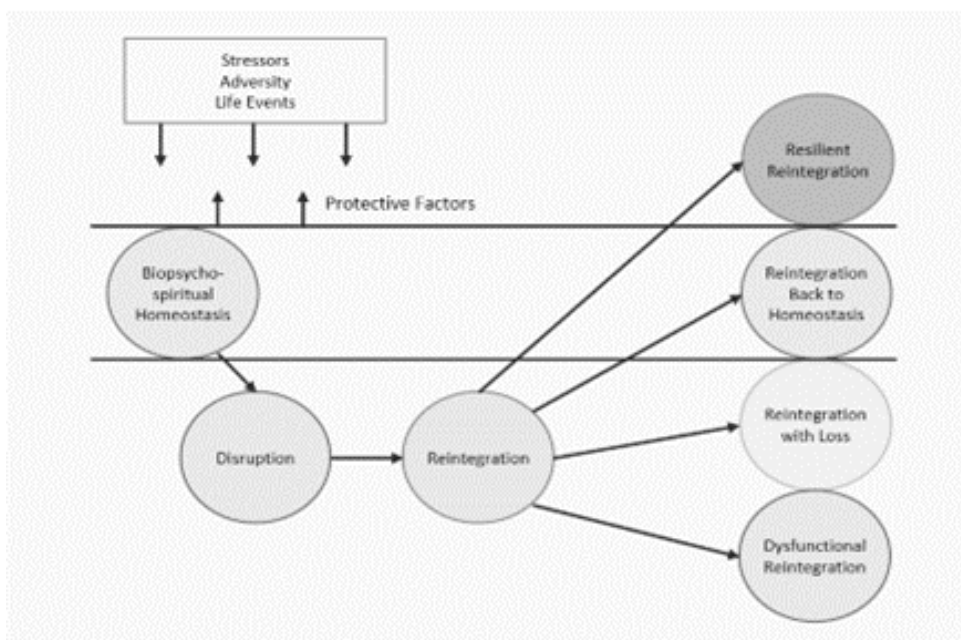 Stressors
Adversity
Life Events
Protective Factors
Biopsycho-
spiritual
Homeostasis
Disruption
Reintegration
Resilient
Reintegration
Reintegration
Back to
Homeostasis
Reintegration
with Loss
Dysfunctional
Reintegration